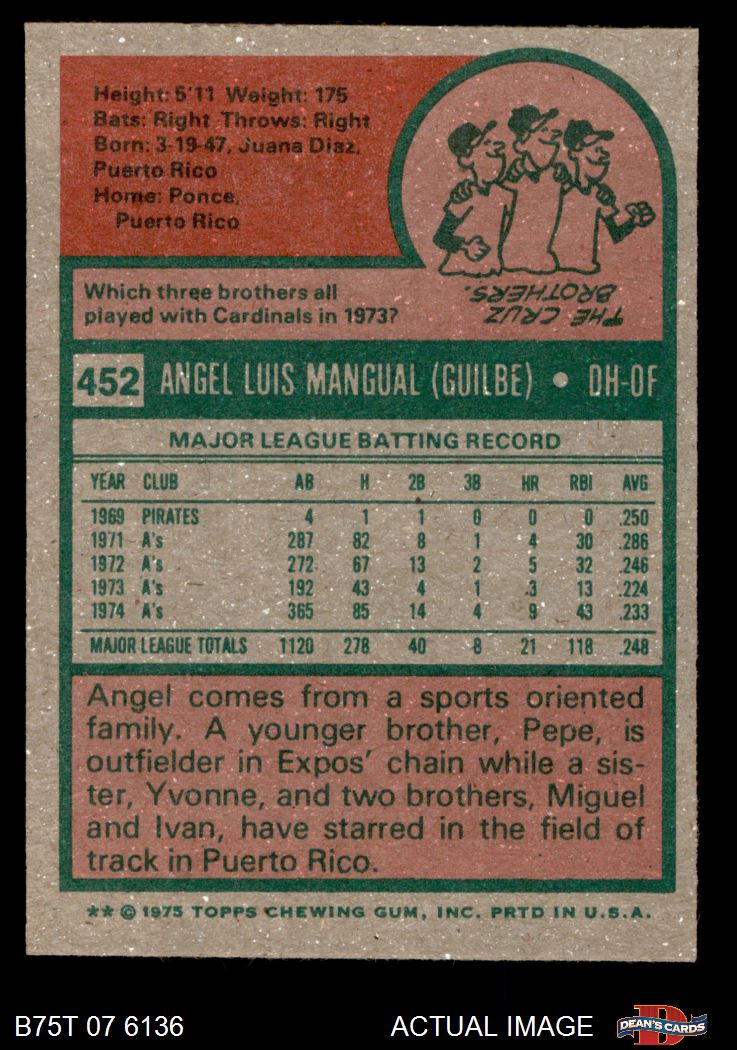 Height: 5'11 Weight: 175
Bats: Right Throws: Right
Born: 3-19-47, Juana Diaz,
Puerto Rico
Home: Ponce,
Puerto Rico
Which three brothers all
played with Cardinals in 1973?
THE CRUZ
BROTHERS.
452 ANGEL LUIS MANGUAL (GUILBE) • DH-OF
MAJOR LEAGUE BATTING RECORD
YEAR CLUB AB H 2B 3B HR RBI AVG
1969 PIRATES 4 1 1 0 0 0 .250
1971 A's 287 82 8 1 4 30 .286
1972 A's 272 67 13 2 5 32 .246
1973 A's 192 43 4 1 3 13 .224
1974 A's 365 85 14 4 9 43 .233
MAJOR LEAGUE TOTALS 1120 278 40 8 21 118 .248
Angel comes from a sports oriented
family. A younger brother, Pepe, is
outfielder in Expos' chain while a sis-
ter, Yvonne, and two brothers, Miguel
and Ivan, have starred in the field of
track in Puerto Rico.
** © 1975 TOPPS CHEWING GUM, INC. PRTD IN U.S.A.
B75T 07 6136 ACTUAL IMAGE D DEAN'S CARDS